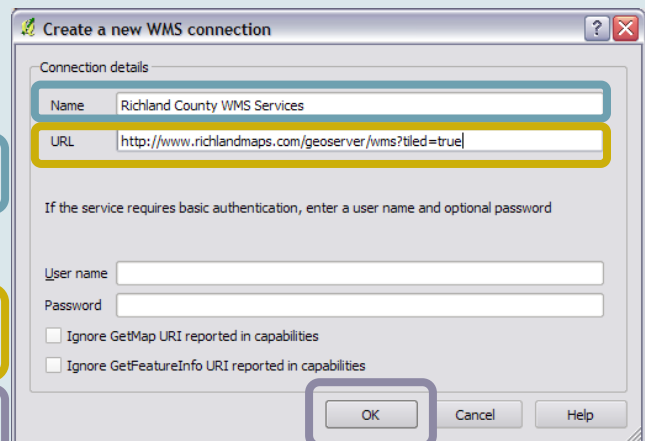 Create a new WMS connection
Connection details
Name Richland County WMS Services
URL http://www.richlandmaps.com/geoserver/wms?tiled=true
If the service requires basic authentication, enter a user name and optional password
User name
Password
Ignore GetMap URI reported in capabilities
Ignore GetFeatureInfo URI reported in capabilities
OK Cancel Help